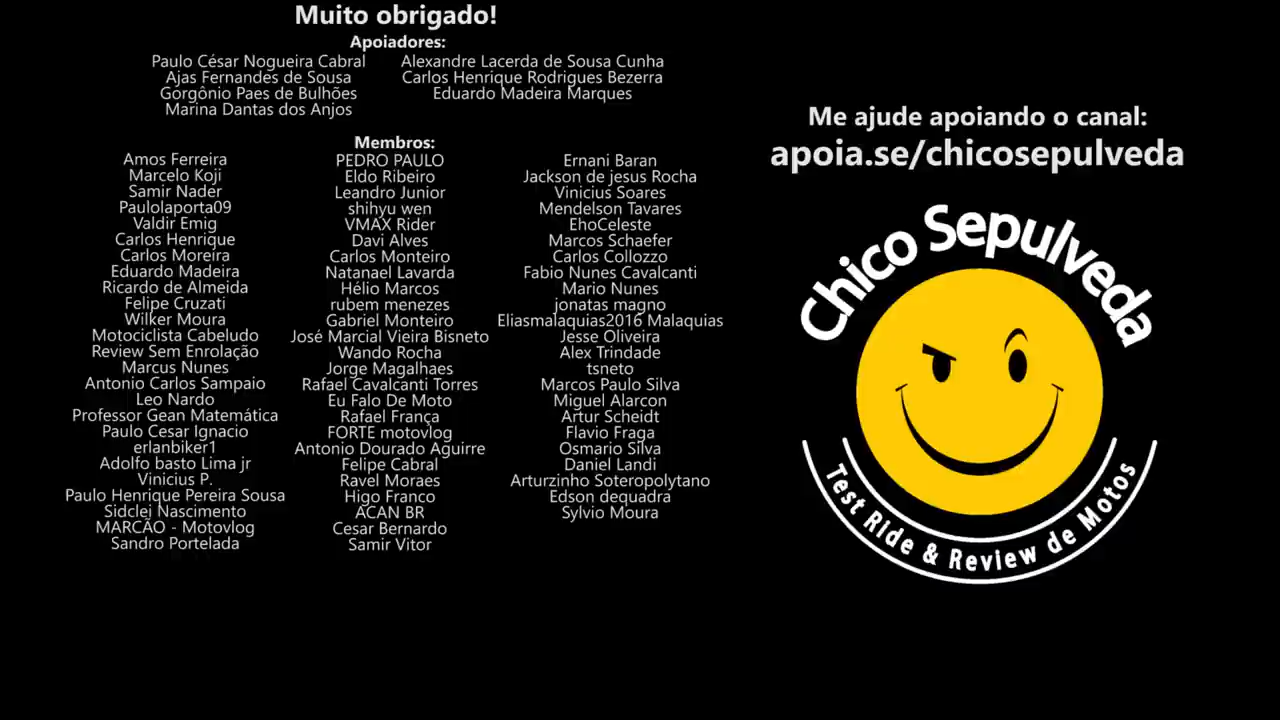 Muito obrigado!
Apoiadores:
Paulo César Nogueira Cabral
Ajas Fernandes de Sousa
Gorgônio Paes de Bulhões
Marina Dantas dos Anjos
Alexandre Lacerda de Sousa Cunha
Carlos Henrique Rodrigues Bezerra
Eduardo Madeira Marques
Membros:
Amos Ferreira
Marcelo Koji
Samir Nader
Paulolaporta09
Valdir Emig
Carlos Henrique
Carlos Moreira
Eduardo Madeira
Ricardo de Almeida
Felipe Cruzati
Wilker Moura
Motociclista Cabeludo
Review Sem Enrolação
Marcus Nunes
Antonio Carlos Sampaio
Leo Nardo
Professor Gean Matemática
Paulo Cesar Ignacio
erlanbiker1
Adolfo basto Lima jr
Vinicius P.
Paulo Henrique Pereira Sousa
Sidclei Nascimento
MARCÃO - Motovlog
Sandro Portelada
PEDRO PAULO
Eldo Ribeiro
Leandro Junior
shihyu wen
VMAX Rider
Davi Alves
Carlos Monteiro
Natanael Lavarda
Hélio Marcos
rubem menezes
Gabriel Monteiro
José Marcial Vieira Bisneto
Wando Rocha
Jorge Magalhaes
Rafael Cavalcanti Torres
Eu Falo De Moto
Rafael França
FORTE motovlog
Antonio Dourado Aguirre
Felipe Cabral
Ravel Moraes
Higo Franco
ACAN BR
Cesar Bernardo
Samir Vitor
Ernani Baran
Jackson de jesus Rocha
Vinicius Soares
Mendelson Tavares
EhoCeleste
Marcos Schaefer
Carlos Collozzo
Fabio Nunes Cavalcanti
Mario Nunes
jonatas magno
Eliasmalaquias2016 Malaquias
Jesse Oliveira
Alex Trindade
tsneto
Marcos Paulo Silva
Miguel Alarcon
Artur Scheidt
Flavio Fraga
Osmario Silva
Daniel Landi
Arturzinho Soteropolytano
Edson dequadra
Sylvio Moura
Me ajude apoiando o canal:
apoia.se/chicosepulveda
Chico Sepulveda
Test Ride & Review de Motos